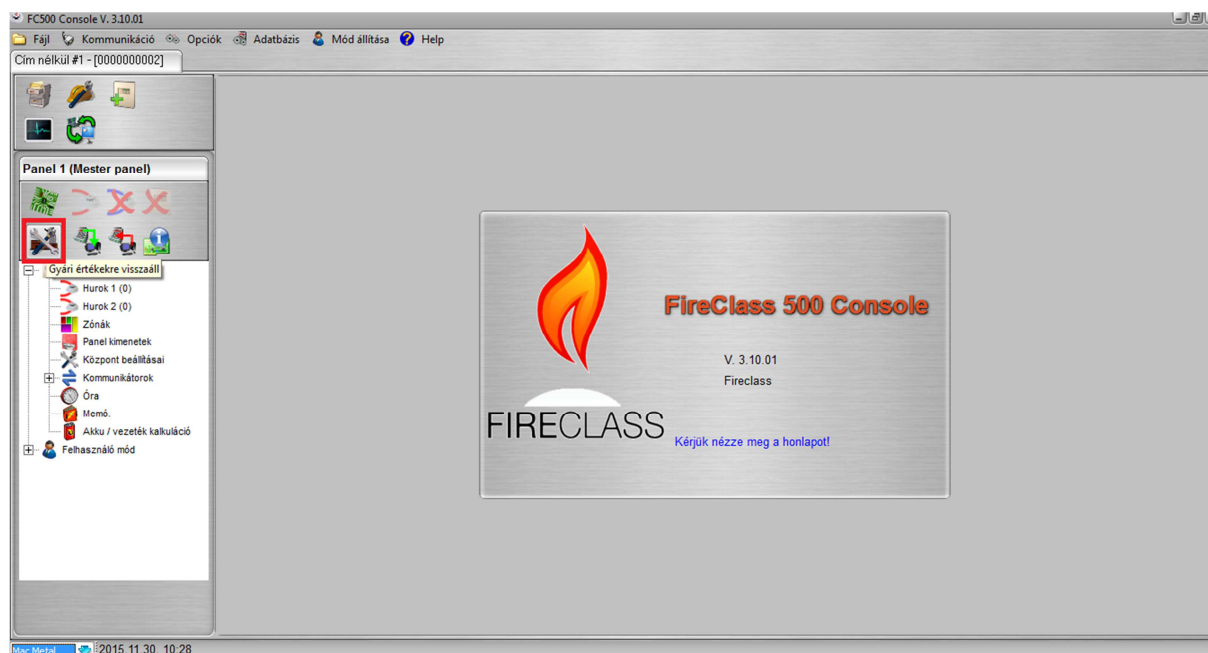 FC500 Console V. 3.10.01
Fájl Kommunikáció Opciók Adatbázis Mód állítása Help
Cím nélkül #1 - [0000000002]
Panel 1 (Mester panel)
Gyári értékekre visszaáll
Hurok 1 (0)
Hurok 2 (0)
Zónák
Panel kimenetek
Központ beállításai
Kommunikátorok
Óra
Memó.
Akku / vezeték kalkuláció
Felhasználó mód
FireClass 500 Console
V. 3.10.01
Fireclass
FIRECLASS
Kérjük nézze meg a honlapot!
Mac Metal 2015.11.30. 10:28